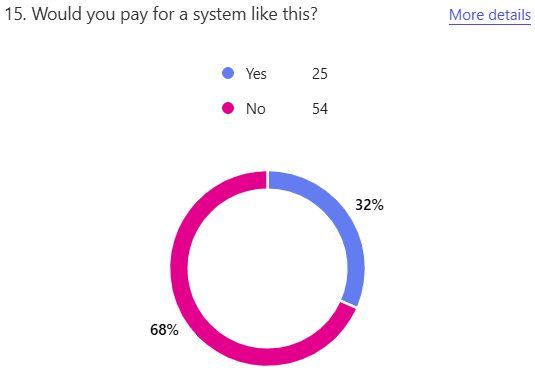 15. Would you pay for a system like this? More details
Yes 25
No 54
32%
68%